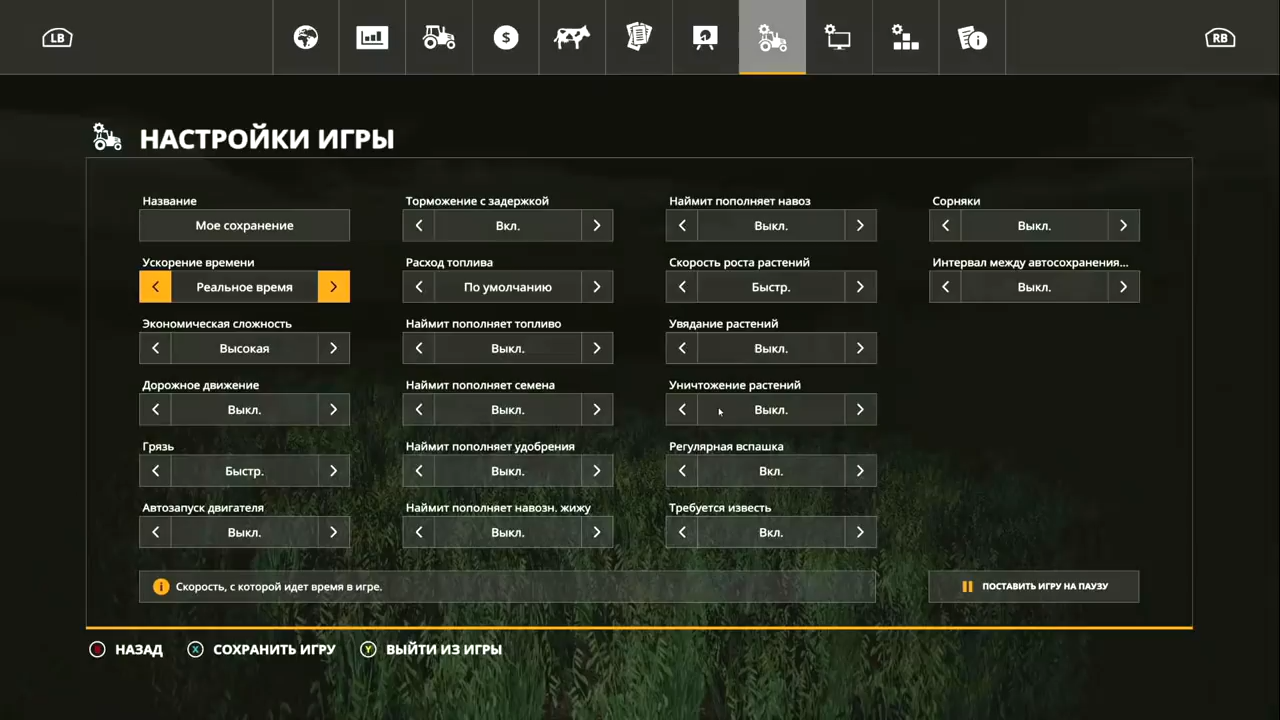 LB
$
RB
НАСТРОЙКИ ИГРЫ
Название
Мое сохранение
Ускорение времени
Реальное время
Экономическая сложность
Высокая
Дорожное движение
Выкл.
Грязь
Быстр.
Автозапуск двигателя
Выкл.
Торможение с задержкой
Вкл.
Расход топлива
По умолчанию
Наймит пополняет топливо
Выкл.
Наймит пополняет семена
Выкл.
Наймит пополняет удобрения
Выкл.
Наймит пополняет навозн. жижу
Выкл.
Наймит пополняет навоз
Выкл.
Скорость роста растений
Быстр.
Увядание растений
Выкл.
Уничтожение растений
Выкл.
Регулярная вспашка
Вкл.
Требуется известь
Вкл.
Сорняки
Выкл.
Интервал между автосохранения...
Выкл.
Скорость, с которой идет время в игре.
ПОСТАВИТЬ ИГРУ НА ПАУЗУ
НАЗАД
X СОХРАНИТЬ ИГРУ
Y ВЫЙТИ ИЗ ИГРЫ